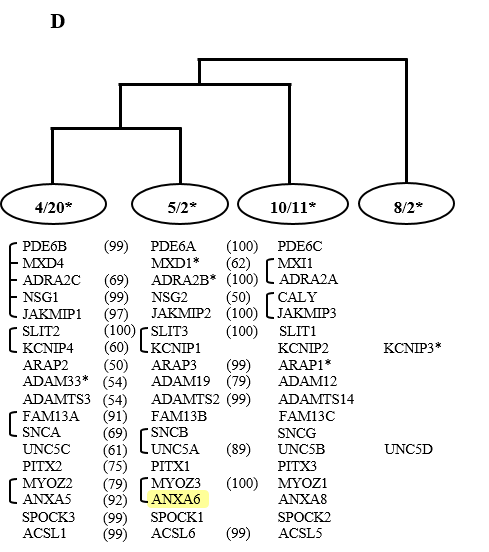 D
4/20* 5/2* 10/11* 8/2*
PDE6B (99) PDE6A (100) PDE6C
MXD4 MXD1* (62) MXI1
ADRA2C (69) ADRA2B* (100) ADRA2A
NSG1 (99) NSG2 (50) CALY
JAKMIP1 (97) JAKMIP2 (100) JAKMIP3
SLIT2 (100) SLIT3 (100) SLIT1
KCNIP4 (60) KCNIP1 KCNIP2 KCNIP3*
ARAP2 (50) ARAP3 (99) ARAP1*
ADAM33* (54) ADAM19 (79) ADAM12
ADAMTS3 (54) ADAMTS2 (99) ADAMTS14
FAM13A (91) FAM13B FAM13C
SNCA (69) SNCB SNCG
UNC5C (61) UNC5A (89) UNC5B UNC5D
PITX2 (75) PITX1 PITX3
MYOZ2 (79) MYOZ3 (100) MYOZ1
ANXA5 (92) ANXA6 ANXA8
SPOCK3 (99) SPOCK1 SPOCK2
ACSL1 (99) ACSL6 (99) ACSL5